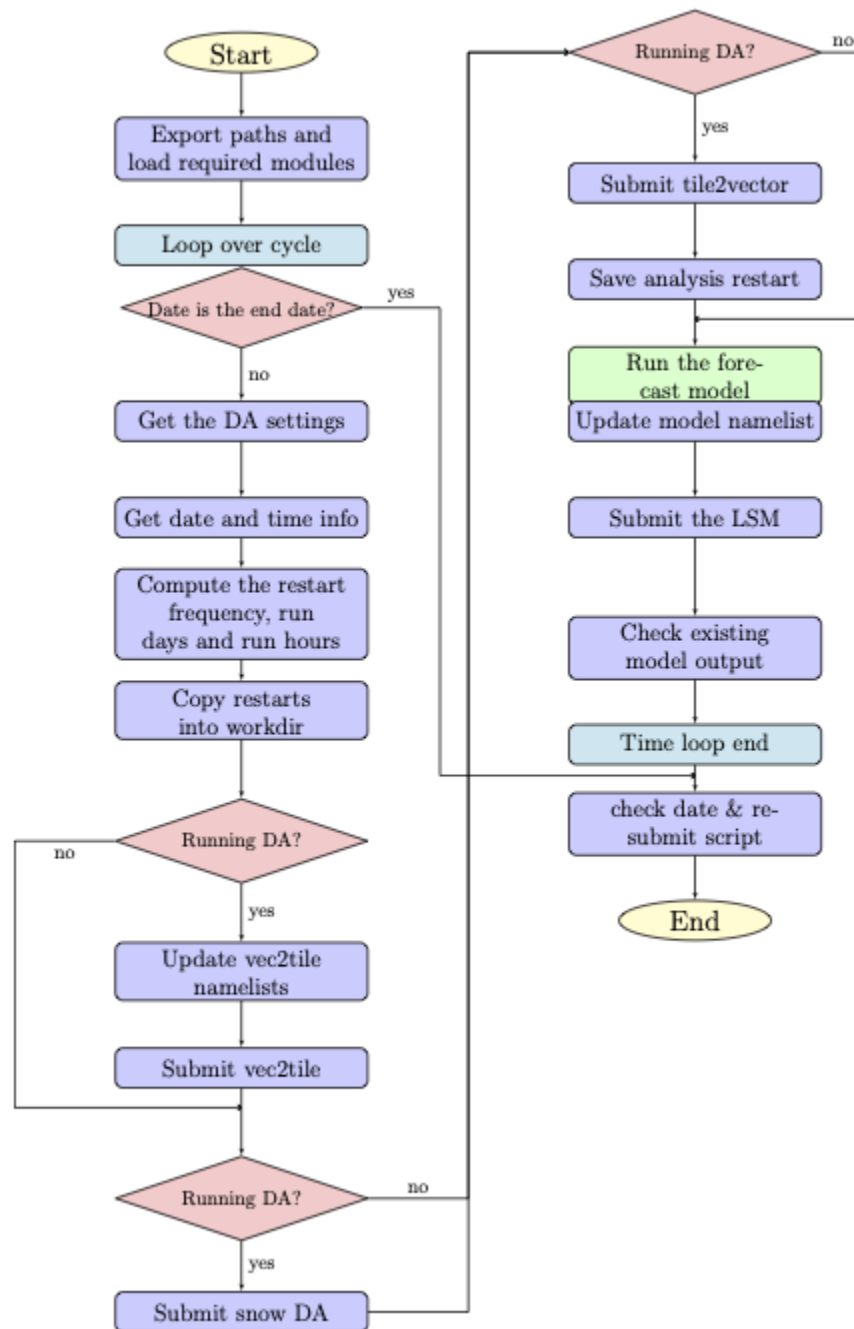 Start
Export paths and
load required modules
Loop over cycle
Date is the end date?
yes
no
Get the DA settings
Get date and time info
Compute the restart
frequency, run
days and run hours
Copy restarts
into workdir
Running DA?
no
yes
Update vec2tile
namelists
Submit vec2tile
Running DA?
no
yes
Submit snow DA
Running DA?
no
yes
Submit tile2vector
Save analysis restart
Run the fore-
cast model
Update model namelist
Submit the LSM
Check existing
model output
Time loop end
check date & re-
submit script
End